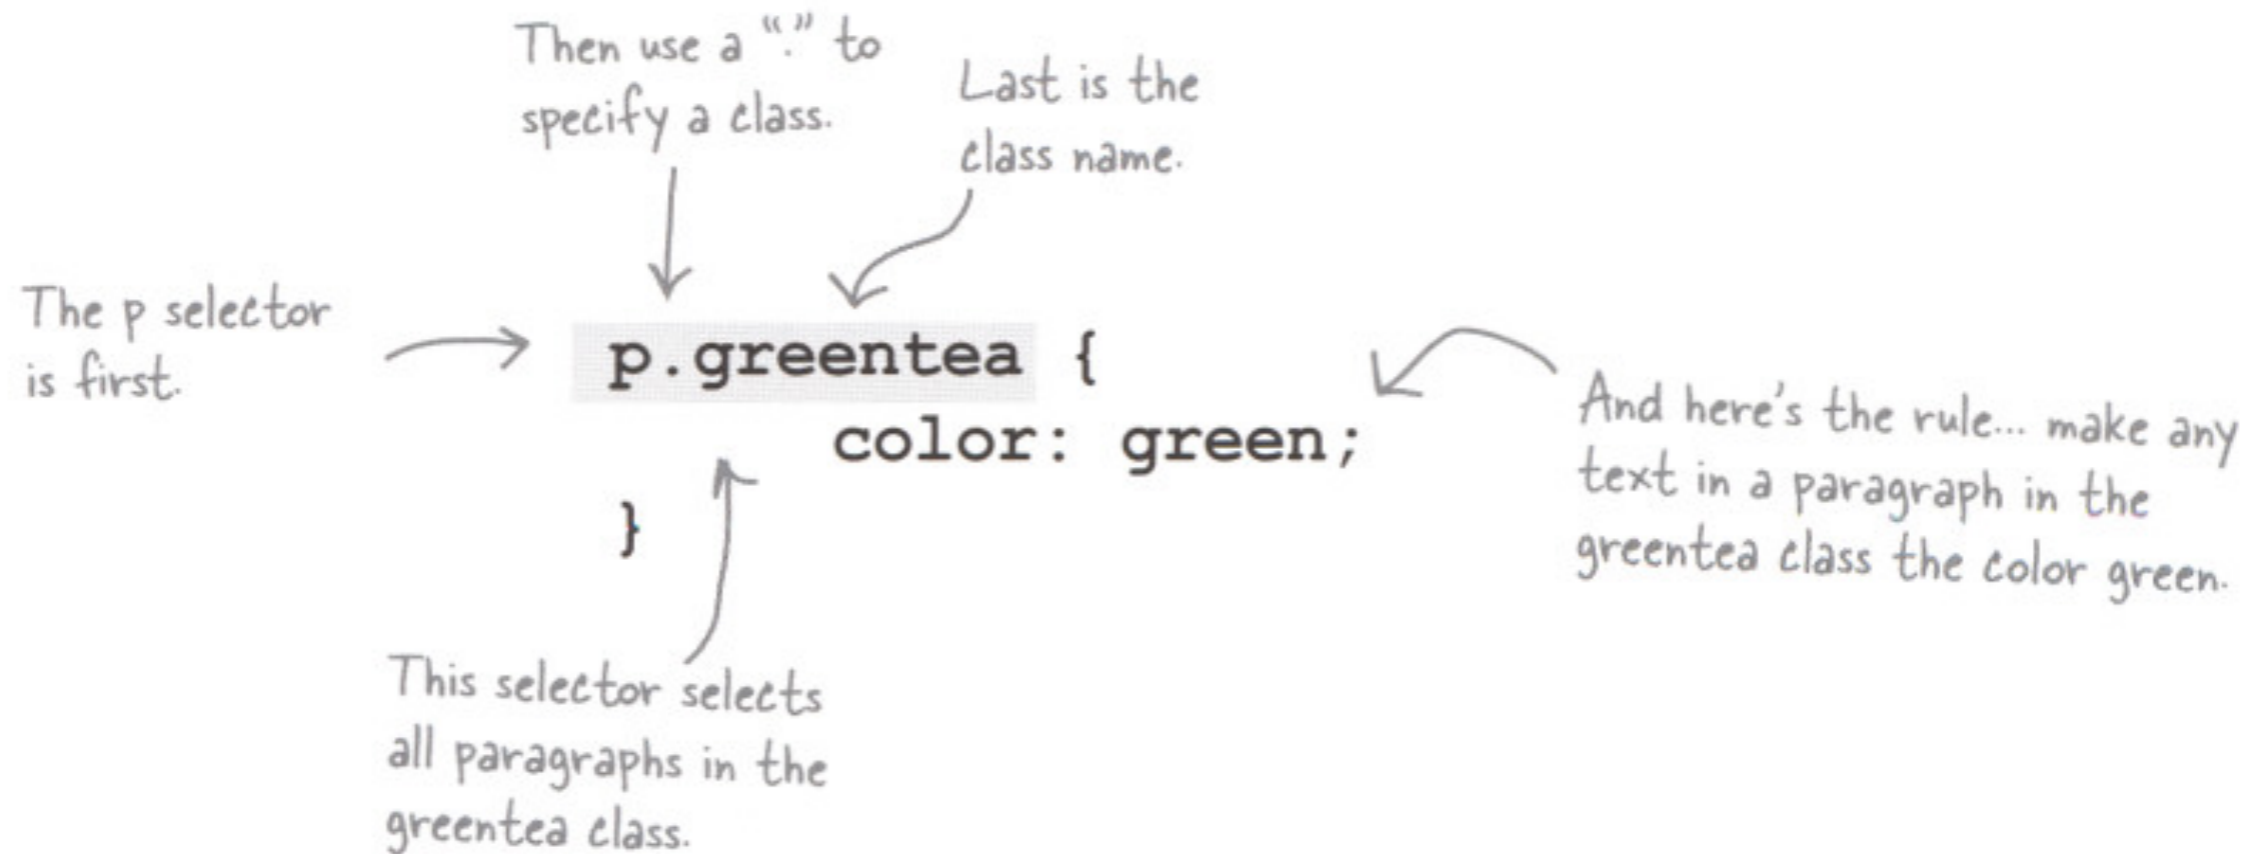 Then use a “.” to
specify a class.
Last is the
class name.
The p selector
is first.
p.greentea {
color: green;
}
And here's the rule... make any
text in a paragraph in the
greentea class the color green.
This selector selects
all paragraphs in the
greentea class.